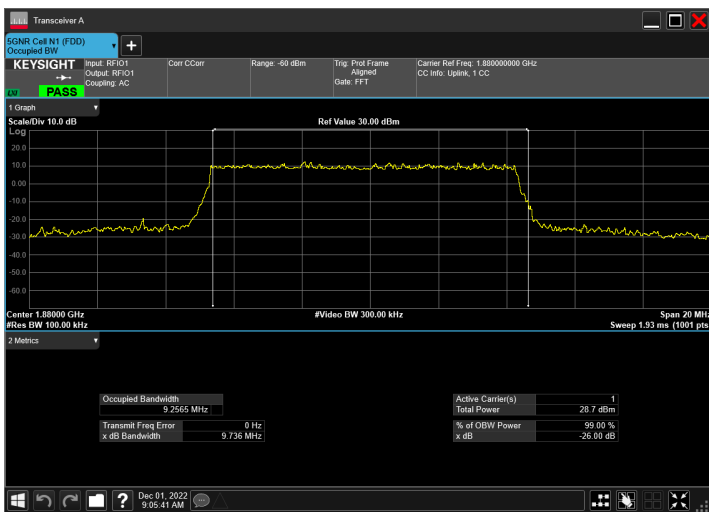 Transceiver A
5GNR Cell N1 (FDD)
Occupied BW
KEYSIGHT
PASS
Input: RFIO1
Output: RFIO1
Coupling: AC
Corr CCorr
Range: -60 dBm
Trig: Prot Frame
Aligned
Gate: FFT
Carrier Ref Freq: 1.880000000 GHz
CC Info: Uplink, 1 CC
1 Graph
Scale/Div 10.0 dB
Ref Value 30.00 dBm
Log
20.0
10.0
0.00
-10.0
-20.0
-30.0
-40.0
-50.0
-60.0
Center 1.88000 GHz
#Video BW 300.00 kHz
Span 20 MHz
#Res BW 100.00 kHz
Sweep 1.93 ms (1001 pts
2 Metrics
Occupied Bandwidth
9.2565 MHz
Transmit Freq Error 0 Hz
x dB Bandwidth 9.736 MHz
Active Carrier(s) 1
Total Power 28.7 dBm
% of OBW Power 99.00 %
x dB -26.00 dB
Dec 01, 2022
9:05:41 AM